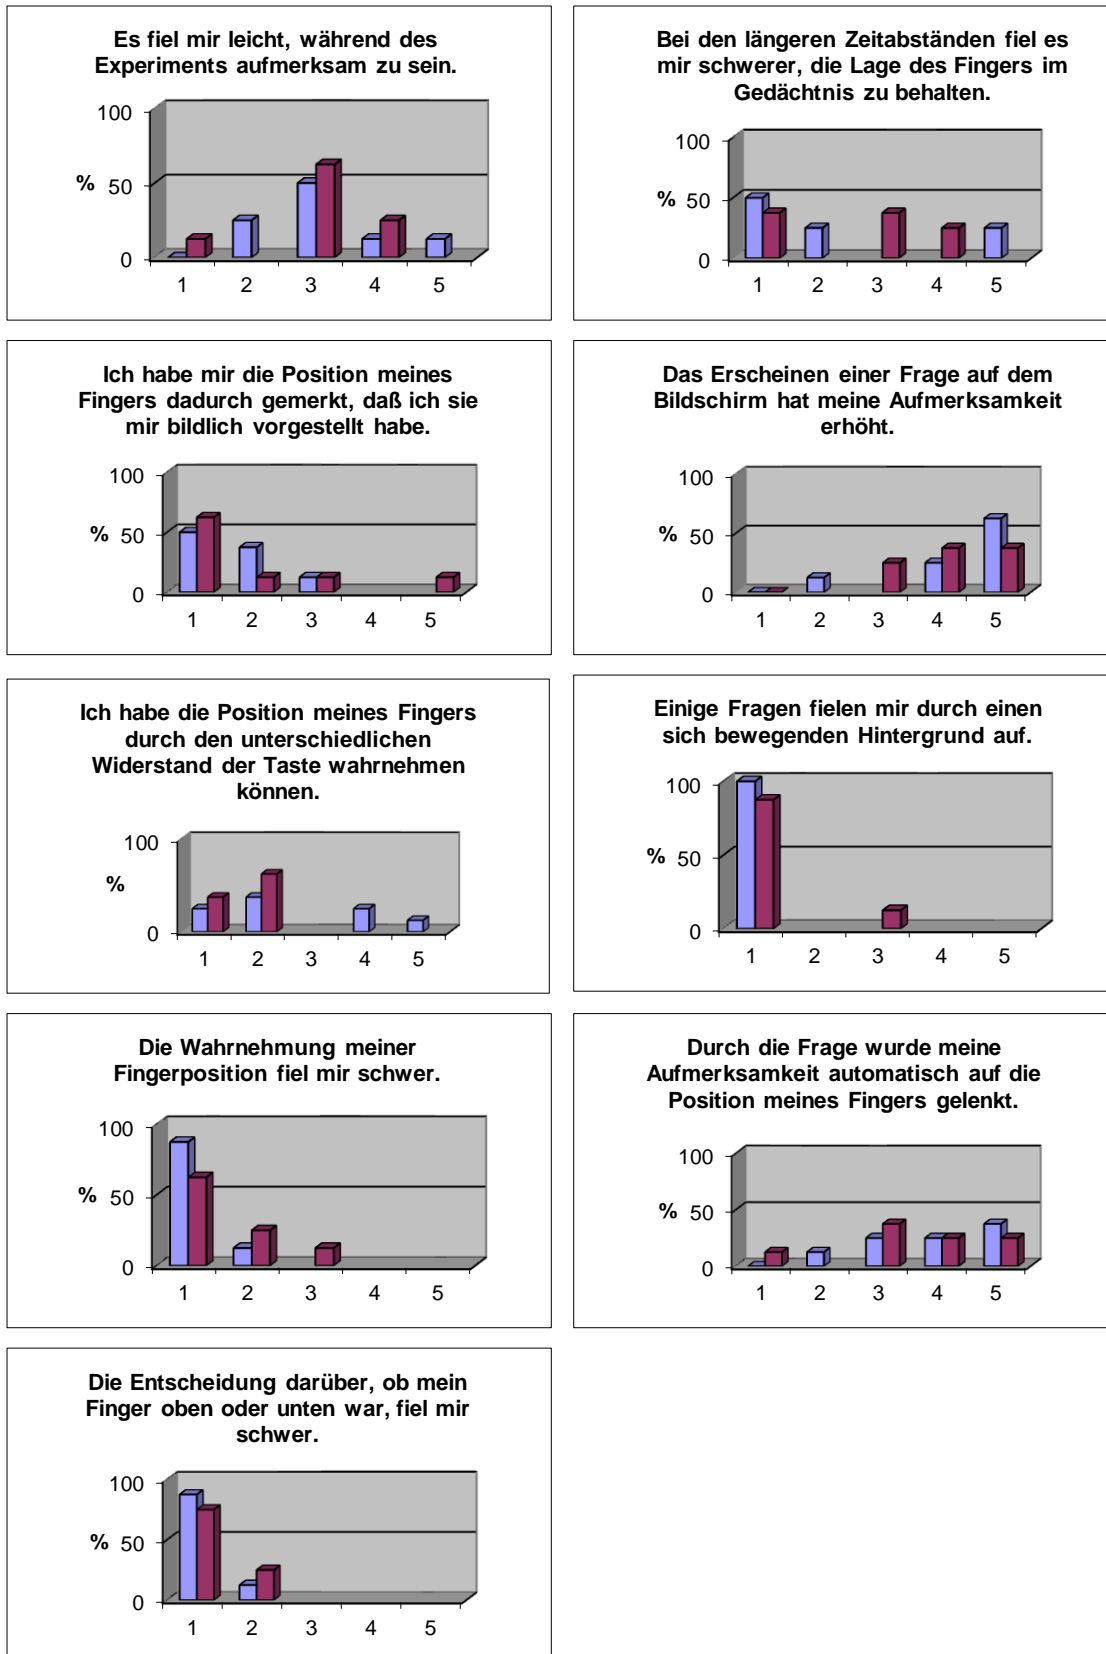 Es fiel mir leicht, während des
Experiments aufmerksam zu sein.
100
% 50
0
1 2 3 4 5
Bei den längeren Zeitabständen fiel es
mir schwerer, die Lage des Fingers im
Gedächtnis zu behalten.
100
% 50
0
1 2 3 4 5
Ich habe mir die Position meines
Fingers dadurch gemerkt, daß ich sie
mir bildlich vorgestellt habe.
100
% 50
0
1 2 3 4 5
Das Erscheinen einer Frage auf dem
Bildschirm hat meine Aufmerksamkeit
erhöht.
100
% 50
0
1 2 3 4 5
Ich habe die Position meines Fingers
durch den unterschiedlichen
Widerstand der Taste wahrnehmen
können.
100
%
0
1 2 3 4 5
Einige Fragen fielen mir durch einen
sich bewegenden Hintergrund auf.
100
% 50
0
1 2 3 4 5
Die Wahrnehmung meiner
Fingerposition fiel mir schwer.
100
% 50
0
1 2 3 4 5
Durch die Frage wurde meine
Aufmerksamkeit automatisch auf die
Position meines Fingers gelenkt.
100
% 50
0
1 2 3 4 5
Die Entscheidung darüber, ob mein
Finger oben oder unten war, fiel mir
schwer.
100
% 50
0
1 2 3 4 5